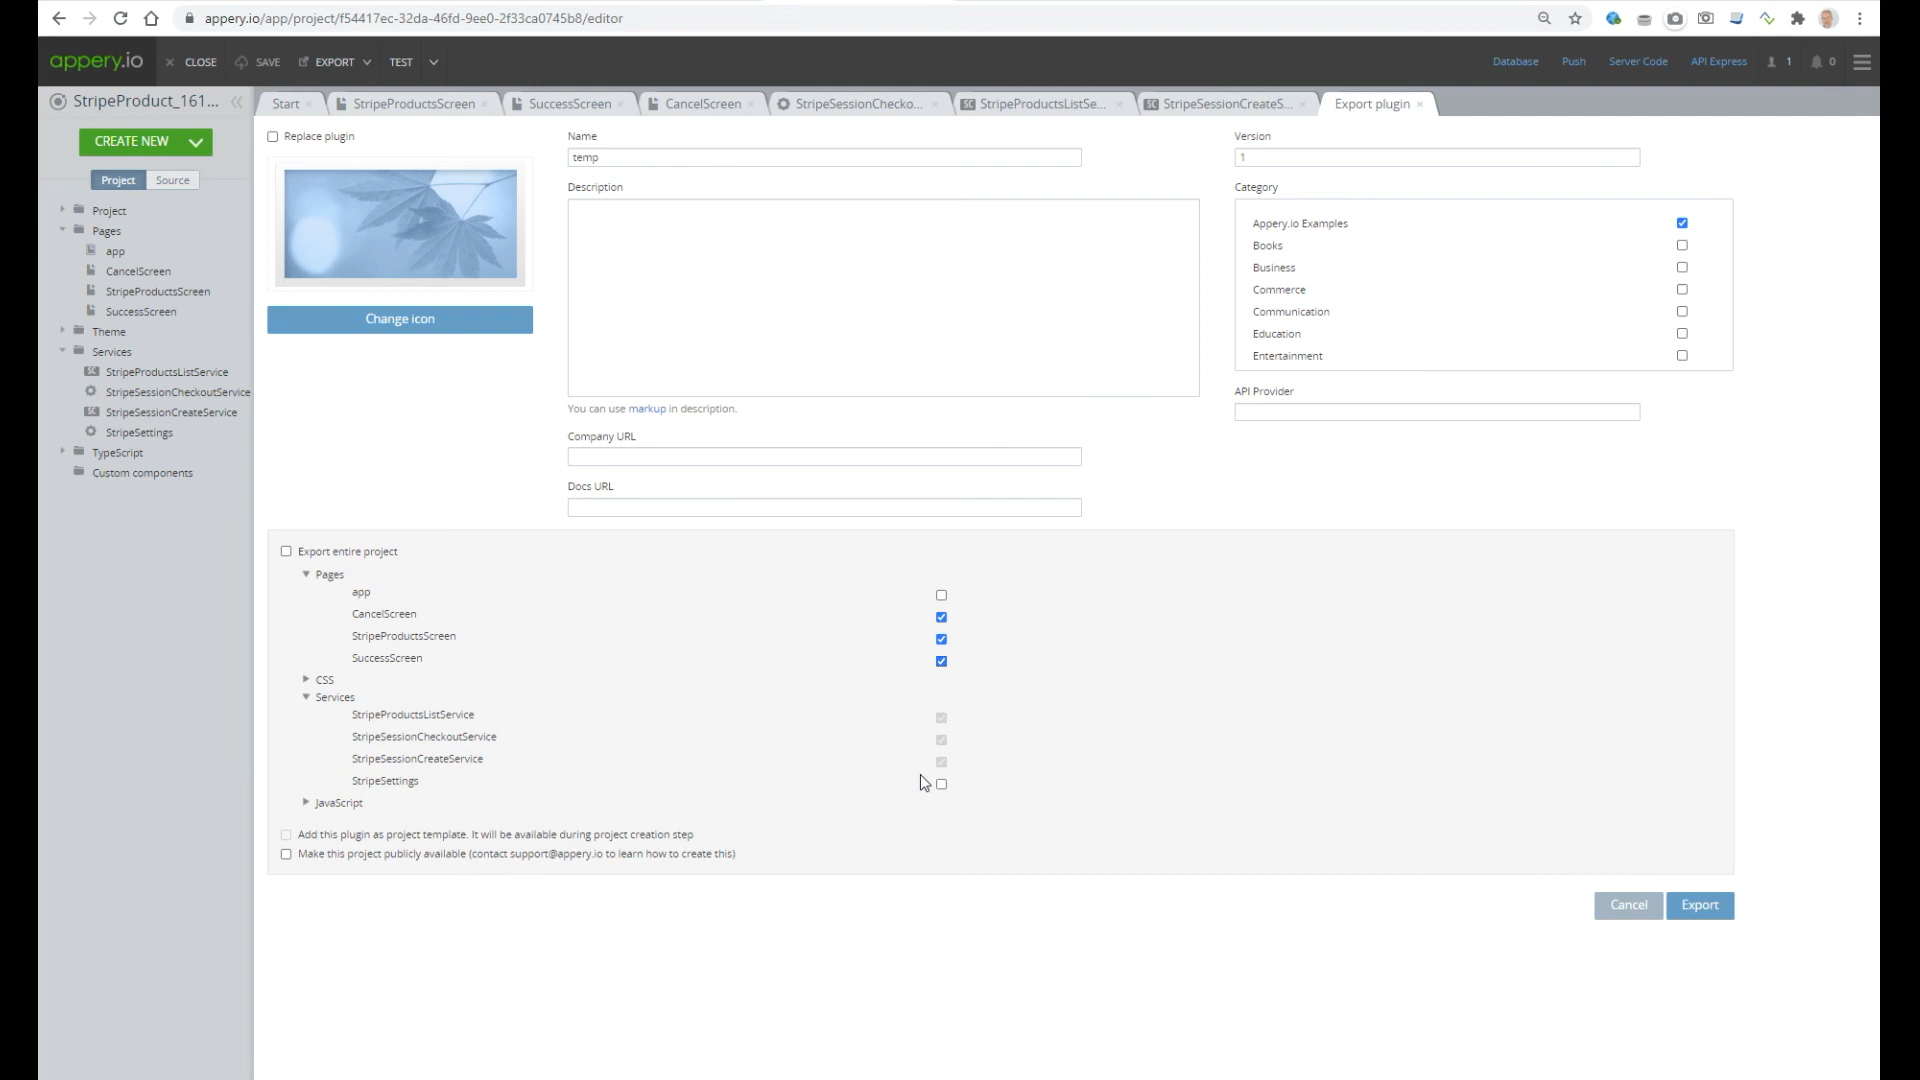 appery.io/app/project/f54417ec-32da-46fd-9ee0-2f33ca0745b8/editor
appery.io CLOSE SAVE EXPORT TEST Database Push Server Code API Express 1 0
StripeProduct_161... Start StripeProductsScreen SuccessScreen CancelScreen StripeSessionChecko... StripeProductsListSe... StripeSessionCreateS... Export plugin
CREATE NEW
Project Source
Project
Pages
app
CancelScreen
StripeProductsScreen
SuccessScreen
Theme
Services
StripeProductsListService
StripeSessionCheckoutService
StripeSessionCreateService
StripeSettings
TypeScript
Custom components
Replace plugin
Change icon
Name
temp
Description
You can use markup in description.
Company URL
Docs URL
Version
1
Category
Appery.io Examples
Books
Business
Commerce
Communication
Education
Entertainment
API Provider
Export entire project
Pages
app
CancelScreen
StripeProductsScreen
SuccessScreen
CSS
Services
StripeProductsListService
StripeSessionCheckoutService
StripeSessionCreateService
StripeSettings
JavaScript
Add this plugin as project template. It will be available during project creation step
Make this project publicly available (contact support@appery.io to learn how to create this)
Cancel Export